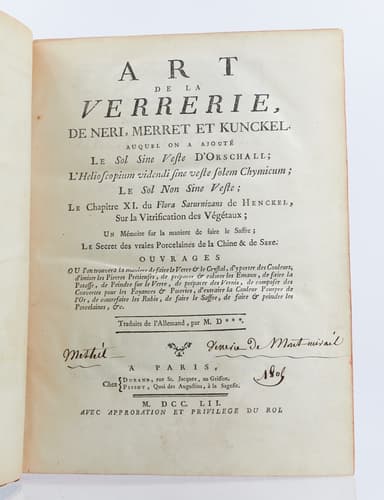 ART
DE LA
VERRERIE,
DE NERI, MERRET ET KUNCKEL.
AUQUEL ON A AJOUTÉ
LE Sol Sine Veste D'ORSCHALL;
L'Helioscopium videndi sine veste solem Chymicum;
LE Sol Non Sine Veste;
LE Chapitre XI. du Flora Saturnizans de HENCKEL,
Sur la Vitrification des Végétaux;
UN Mémoire sur la maniere de faire le Saffre;
LE Secret des vraies Porcelaines de la Chine & de Saxe.
OUVRAGES
OU l'on trouvera la maniere de faire le Verre & le Crystal, d'y porter des Couleurs,
d'imiter les Pierres Précieuses, de préparer & colorer les Emaux, de faire la
Potasse, de Peindre sur le Verre, de préparer des Vernis, de composer des
Couvertes pour les Fayances & Poteries, d'extraire la Couleur Pourpre de
l'Or, de contrefaire les Rubis, de faire le Saffre, de faire & peindre les
Porcelaines, &c.
Traduits de l'Allemand, par M. D***.
de Montmirail
A PARIS,
Chez DURAND, rue St. Jacques, au Griffon.
PISSOT, Quai des Augustins, à la Sagesse.
M. DCC. LII.
AVEC APPROBATION ET PRIVILEGE DU ROI.